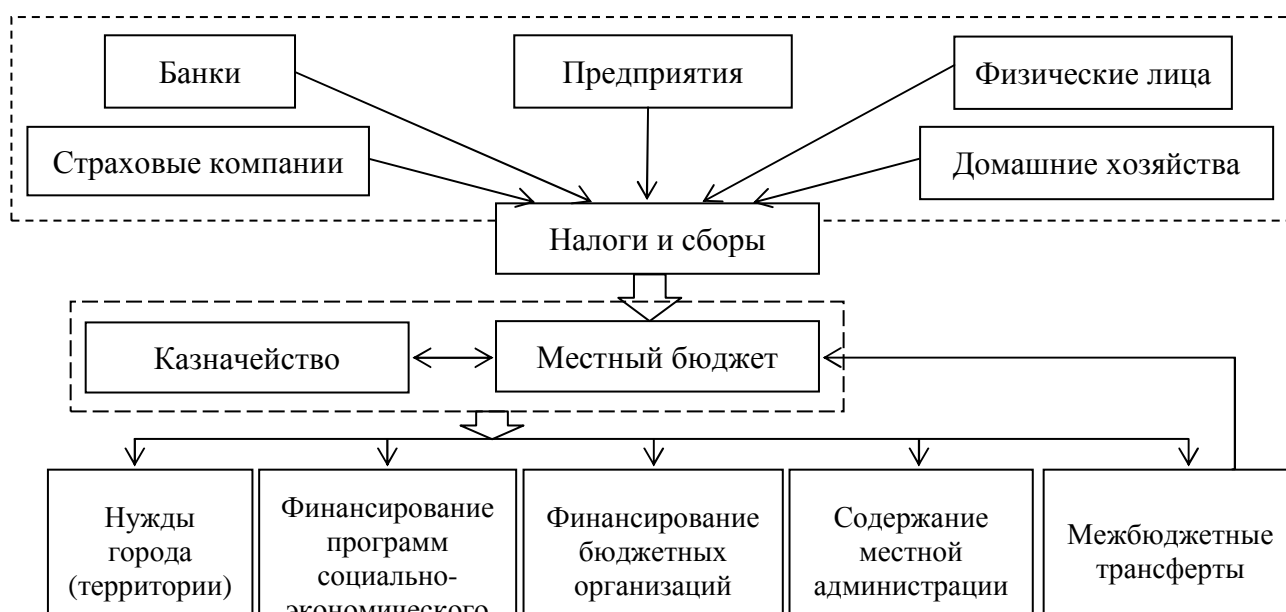 Банки
Предприятия
Физические лица
Страховые компании
Домашние хозяйства
Налоги и сборы
Казначейство
Местный бюджет
Нужды
города
(территории)
Финансирование
программ
социально-
экономического
Финансирование
бюджетных
организаций
Содержание
местной
администрации
Межбюджетные
трансферты